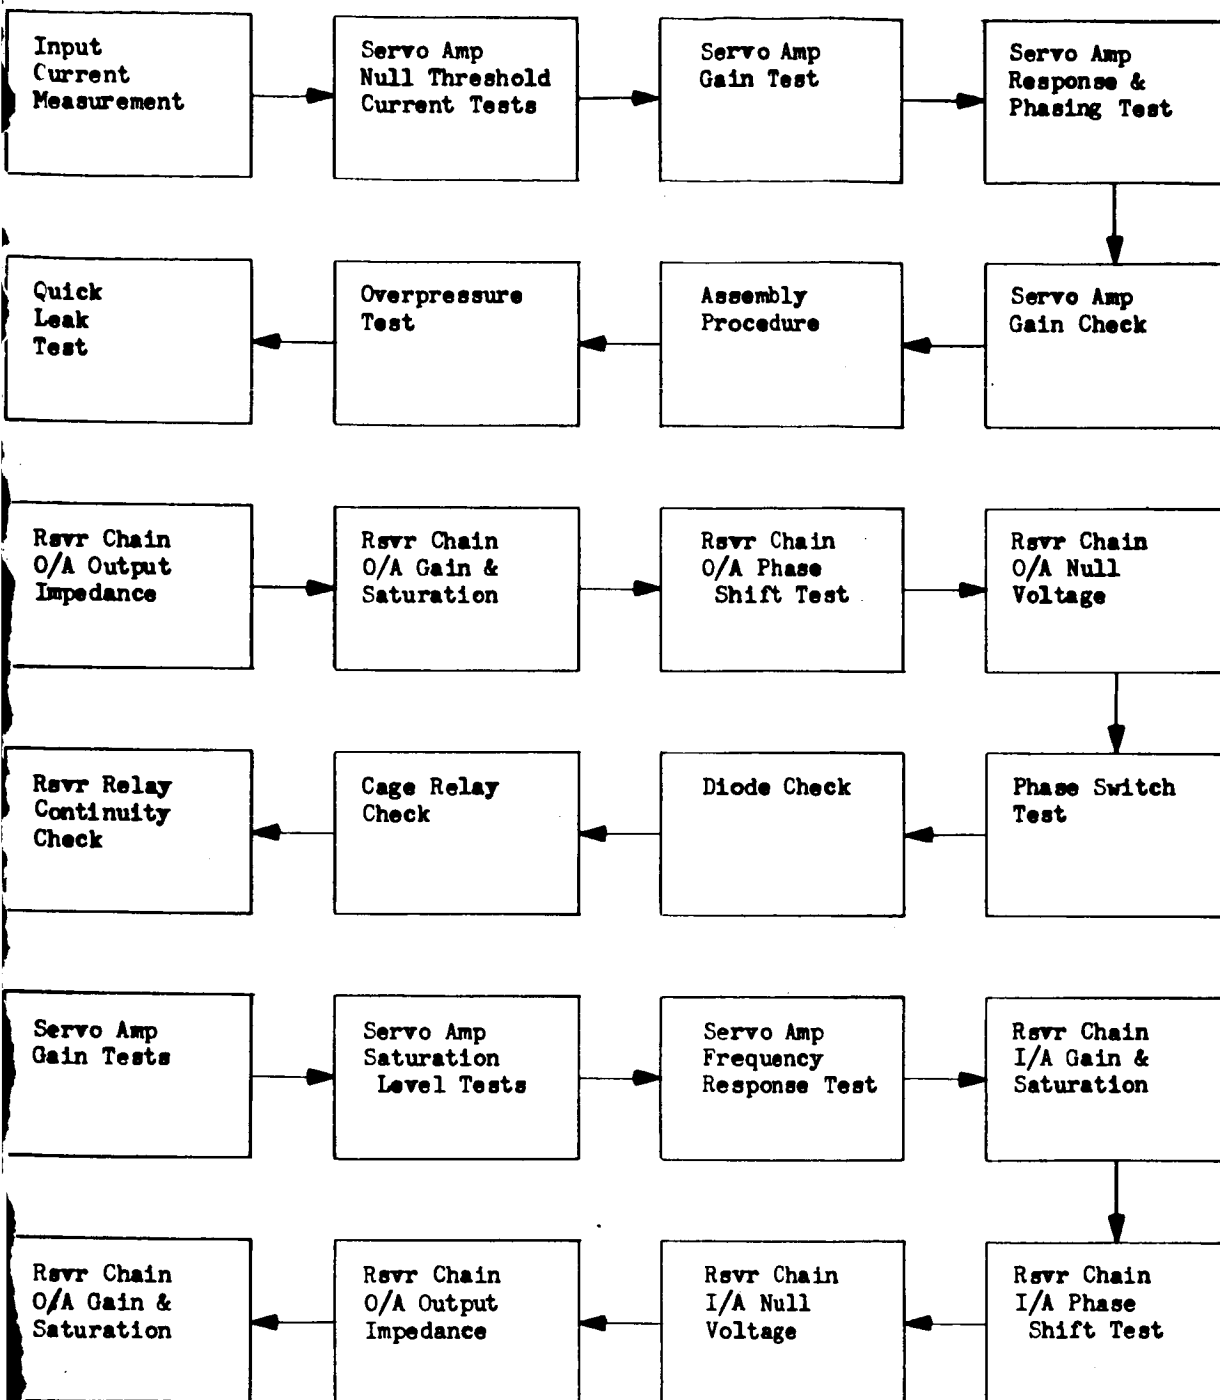 Input
Current
Measurement
Servo Amp
Null Threshold
Current Tests
Servo Amp
Gain Test
Servo Amp
Response &
Phasing Test
Quick
Leak
Test
Overpressure
Test
Assembly
Procedure
Servo Amp
Gain Check
Rsvr Chain
O/A Output
Impedance
Rsvr Chain
O/A Gain &
Saturation
Rsvr Chain
O/A Phase
Shift Test
Rsvr Chain
O/A Null
Voltage
Rsvr Relay
Continuity
Check
Cage Relay
Check
Diode Check
Phase Switch
Test
Servo Amp
Gain Tests
Servo Amp
Saturation
Level Tests
Servo Amp
Frequency
Response Test
Rsvr Chain
I/A Gain &
Saturation
Rsvr Chain
O/A Gain &
Saturation
Rsvr Chain
O/A Output
Impedance
Rsvr Chain
I/A Null
Voltage
Rsvr Chain
I/A Phase
Shift Test